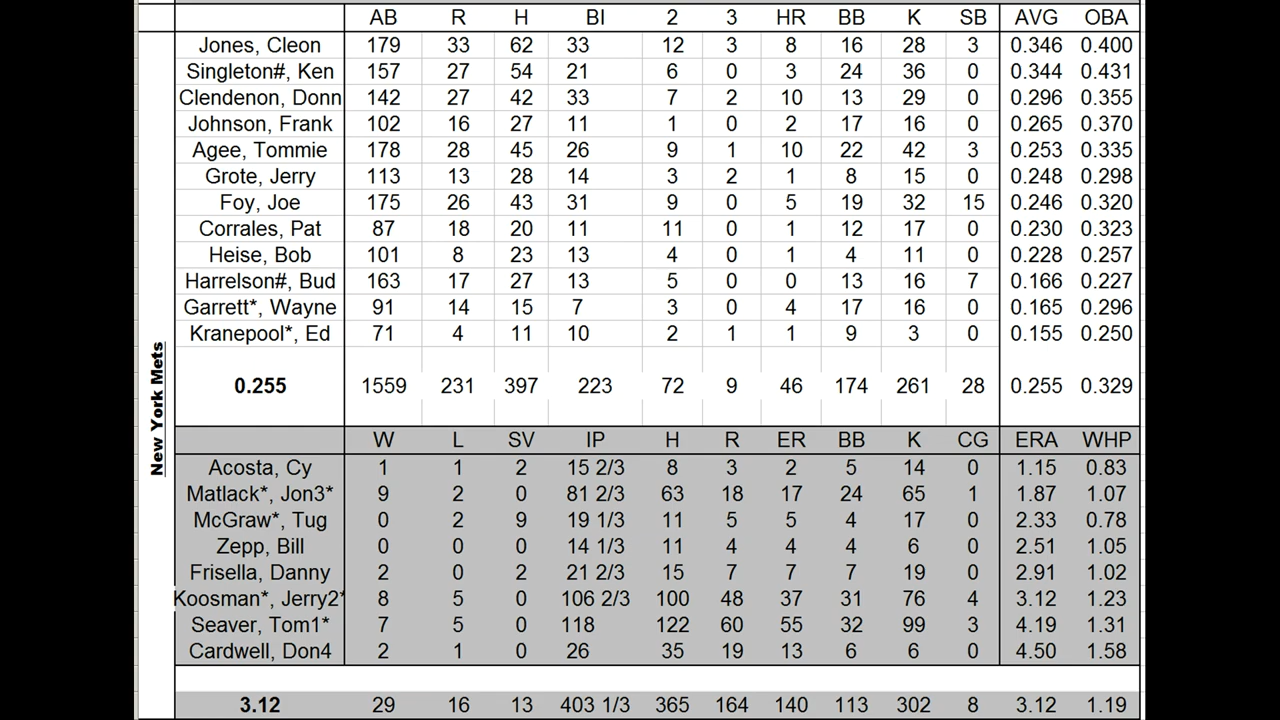 AB R H BI 2 3 HR BB K SB AVG OBA
Jones, Cleon 179 33 62 33 12 3 8 16 28 3 0.346 0.400
Singleton#, Ken 157 27 54 21 6 0 3 24 36 0 0.344 0.431
Clendenon, Donn 142 27 42 33 7 2 10 13 29 0 0.296 0.355
Johnson, Frank 102 16 27 11 1 0 2 17 16 0 0.265 0.370
Agee, Tommie 178 28 45 26 9 1 10 22 42 3 0.253 0.335
Grote, Jerry 113 13 28 14 3 2 1 8 15 0 0.248 0.298
Foy, Joe 175 26 43 31 9 0 5 19 32 15 0.246 0.320
Corrales, Pat 87 18 20 11 11 0 1 12 17 0 0.230 0.323
Heise, Bob 101 8 23 13 4 0 1 4 11 0 0.228 0.257
Harrelson#, Bud 163 17 27 13 5 0 0 13 16 7 0.166 0.227
Garrett*, Wayne 91 14 15 7 3 0 4 17 16 0 0.165 0.296
Kranepool*, Ed 71 4 11 10 2 1 1 9 3 0 0.155 0.250
0.255 1559 231 397 223 72 9 46 174 261 28 0.255 0.329
New York Mets
W L SV IP H R ER BB K CG ERA WHP
Acosta, Cy 1 1 2 15 2/3 8 3 2 5 14 0 1.15 0.83
Matlack*, Jon3* 9 2 0 81 2/3 63 18 17 24 65 1 1.87 1.07
McGraw*, Tug 0 2 9 19 1/3 11 5 5 4 17 0 2.33 0.78
Zepp, Bill 0 0 0 14 1/3 11 4 4 4 6 0 2.51 1.05
Frisella, Danny 2 0 2 21 2/3 15 7 7 7 19 0 2.91 1.02
Koosman*, Jerry2* 8 5 0 106 2/3 100 48 37 31 76 4 3.12 1.23
Seaver, Tom1* 7 5 0 118 122 60 55 32 99 3 4.19 1.31
Cardwell, Don4 2 1 0 26 35 19 13 6 6 0 4.50 1.58
3.12 29 16 13 403 1/3 365 164 140 113 302 8 3.12 1.19